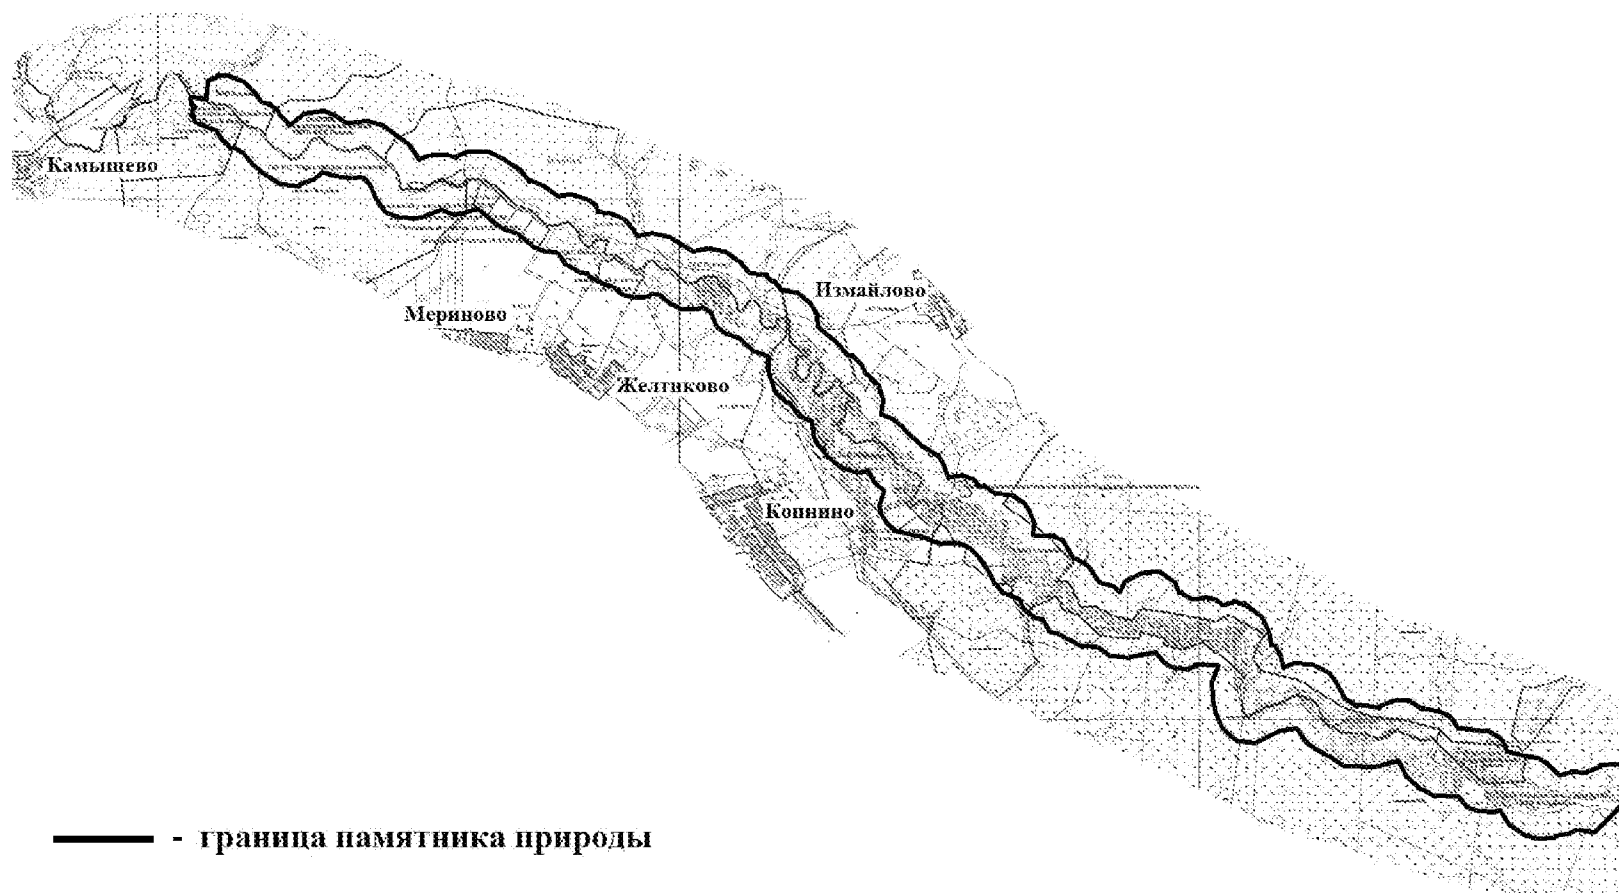 Камышево
Измайлово
Мериново
Желтиково
Копнино
- граница памятника природы